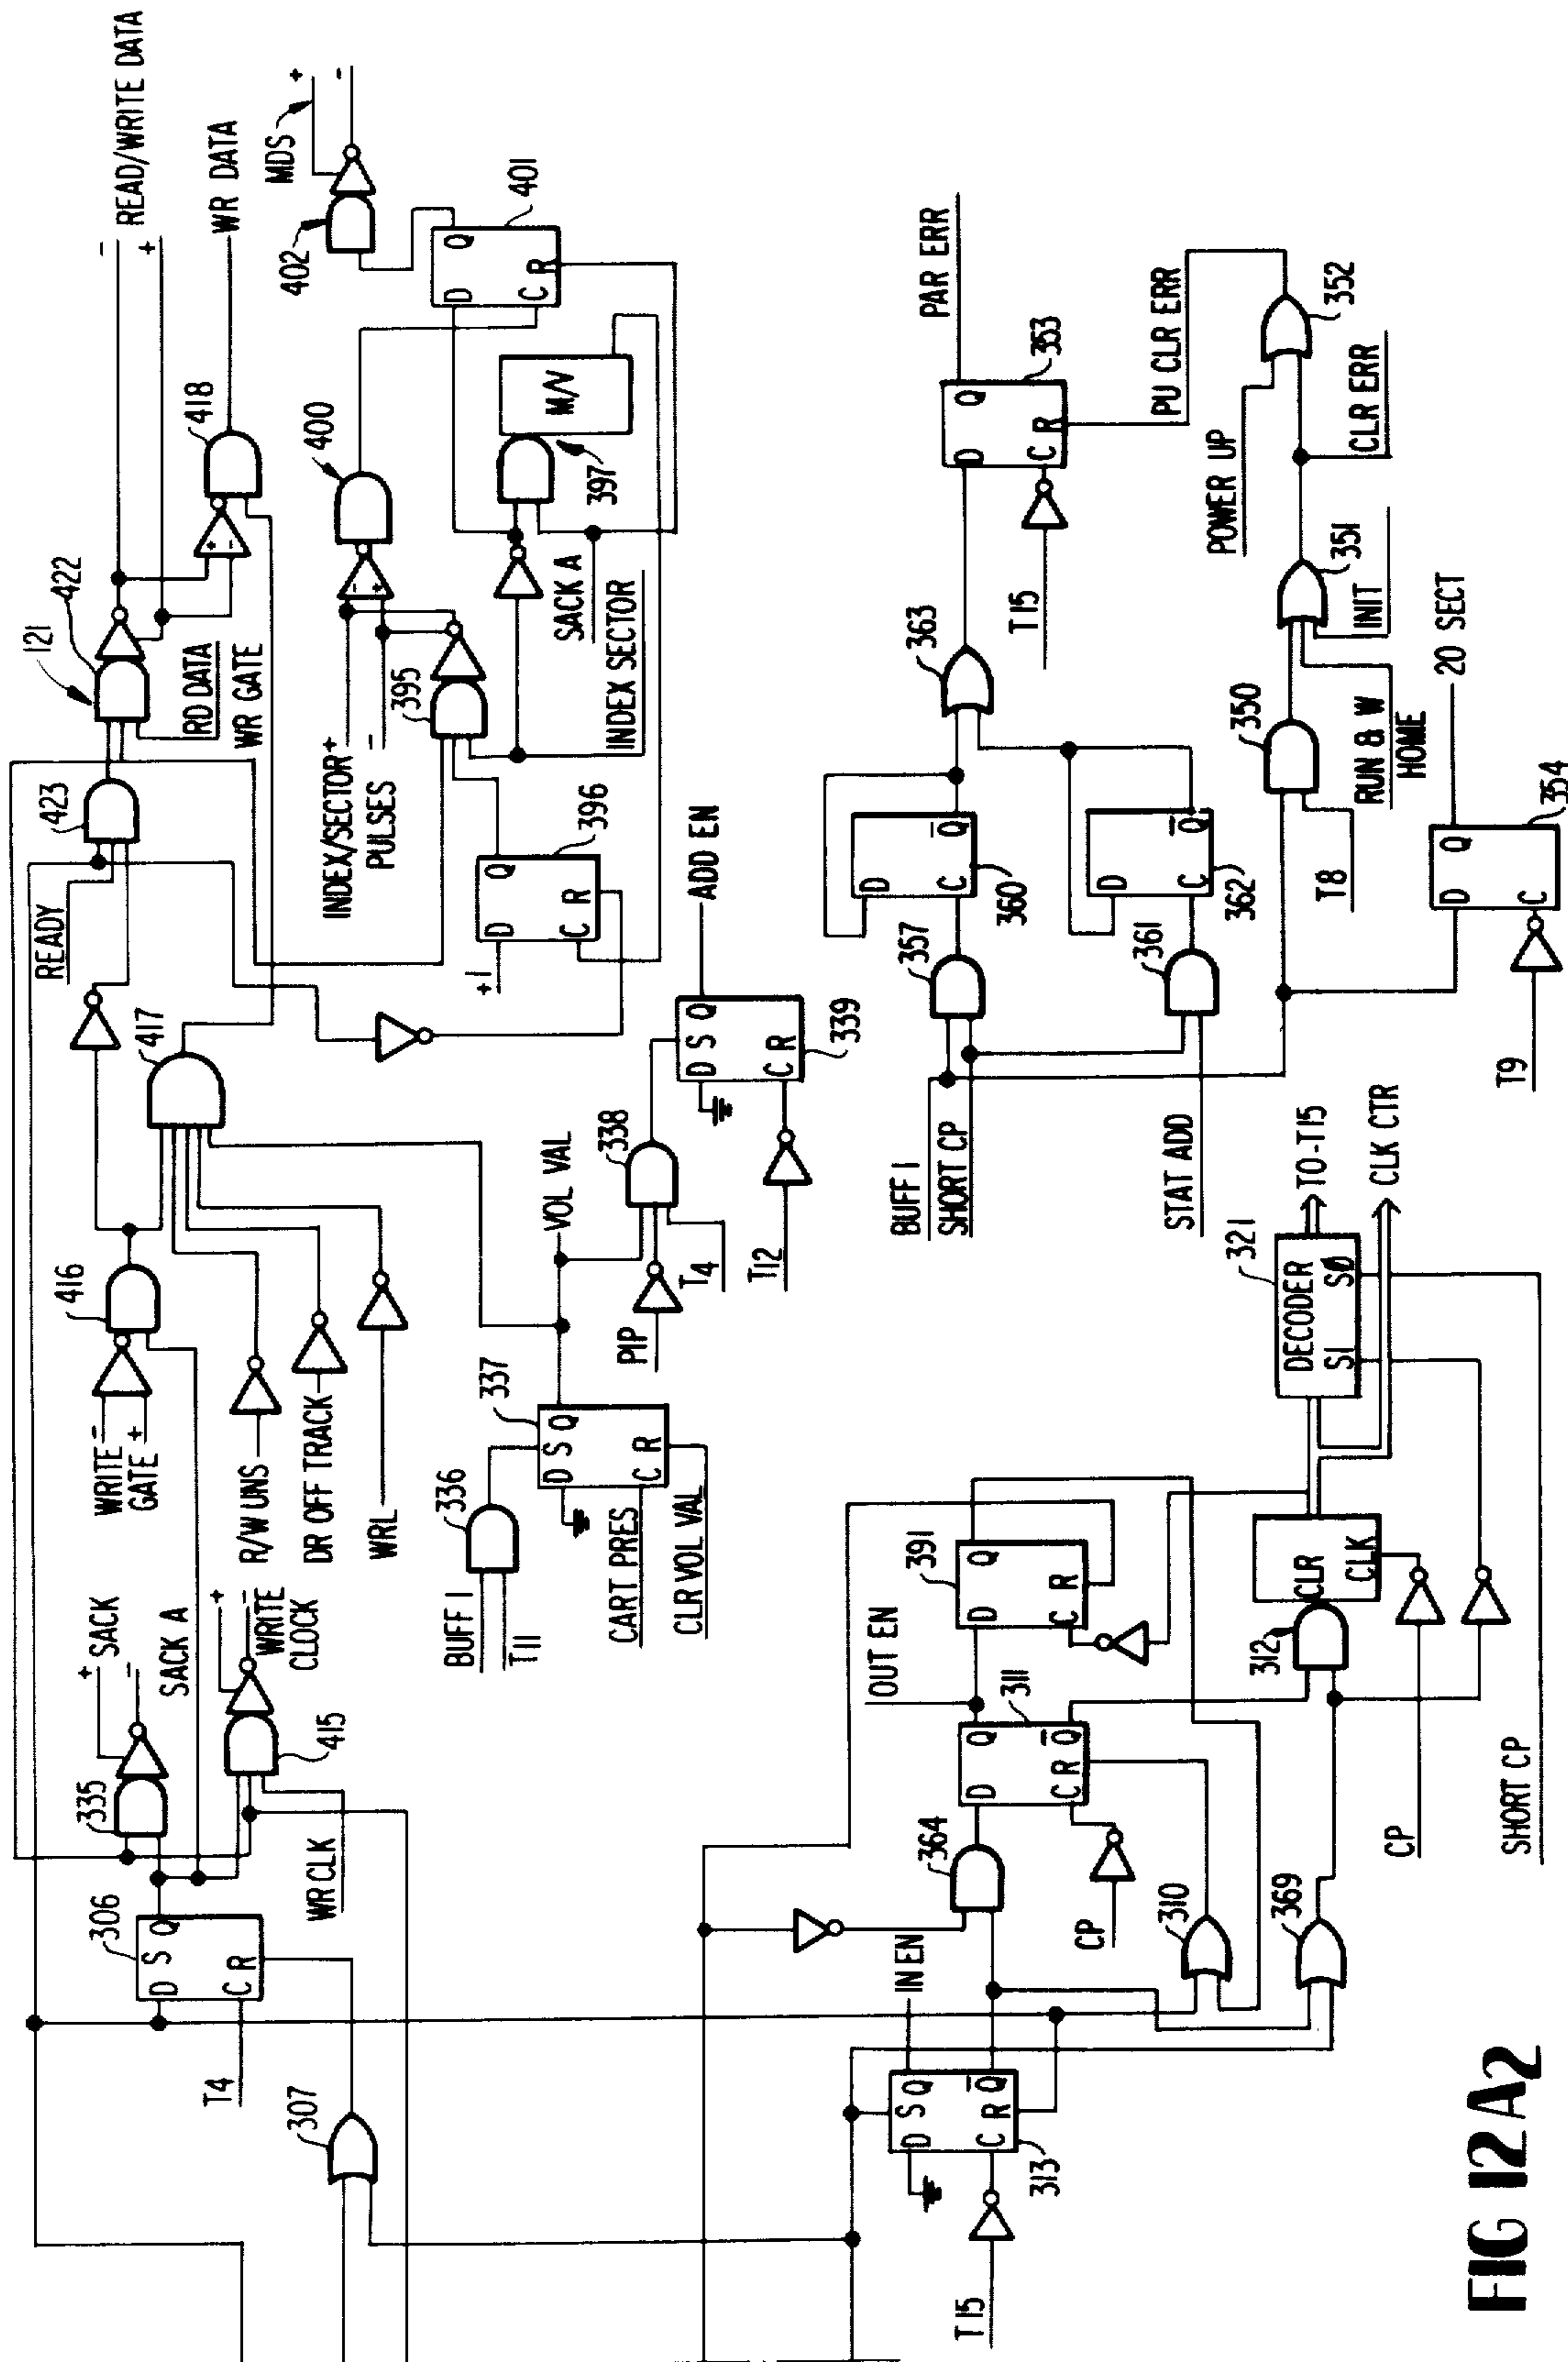 READ/WRITE DATA
-
+
WR DATA
MDS
+
-
121
422
418
402
401
D Q
C R
400
423
RD DATA
WR GATE
READY
M/V
397
SACK A
INDEX SECTOR
INDEX/SECTOR +
PULSES -
395
396
D Q
C R
+1
ADD EN
417
416
WRITE -
GATE +
R/W UNS
DR OFF TRACK
WRL
339
D S Q
C R
338
VOL VAL
T4
T12
PIP
337
D S Q
C R
336
BUFF 1
T11
CART PRES
CLR VOL VAL
+ SACK
-
335
SACK A
+
-
WRITE
CLOCK
415
WR CLK
306
D S Q
C R
T4
307
PAR ERR
353
D Q
C R
PU CLR ERR
352
363
T15
POWER UP
CLR ERR
351
INIT
20 SECT
350
RUN & W
HOME
T8
354
D Q
C
T9
D Q
C
360
D Q
C
362
357
361
BUFF 1
SHORT CP
STAT ADD
T0-T15
CLK CTR
321
DECODER
S1 SØ
391
D Q
C R
OUT EN
311
D Q
C R Q
312
CLR
CLK
CP
SHORT CP
364
CP
310
369
IN EN
D S Q
C R Q
313
T15
FIG 12A2